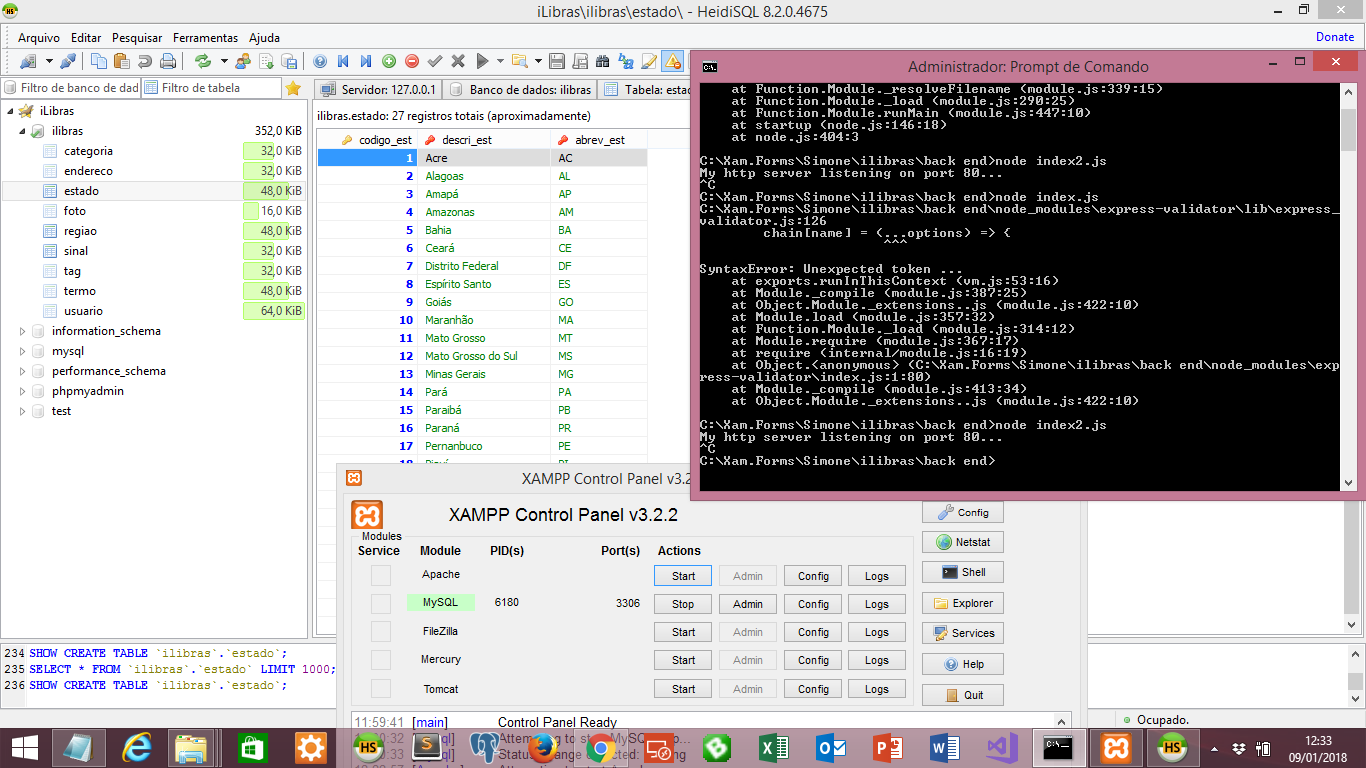 iLibras\ilibras\estado\ - HeidiSQL 8.2.0.4675
Arquivo Editar Pesquisar Ferramentas Ajuda
Donate
Filtro de banco de dad
Filtro de tabela
Servidor: 127.0.0.1
Banco de dados: ilibras
Tabela: estad
iLibras
ilibras 352,0 KiB
categoria 32,0 KiB
endereco 32,0 KiB
estado 48,0 KiB
foto 16,0 KiB
regiao 48,0 KiB
sinal 32,0 KiB
tag 32,0 KiB
termo 48,0 KiB
usuario 64,0 KiB
information_schema
mysql
performance_schema
phpmyadmin
test
ilibras.estado: 27 registros totais (aproximadamente)
codigo_est descri_est abrev_est
1 Acre AC
2 Alagoas AL
3 Amapá AP
4 Amazonas AM
5 Bahia BA
6 Ceará CE
7 Distrito Federal DF
8 Espírito Santo ES
9 Goiás GO
10 Maranhão MA
11 Mato Grosso MT
12 Mato Grosso do Sul MS
13 Minas Gerais MG
14 Pará PA
15 Paraibá PB
16 Paraná PR
17 Pernambuco PE
Administrador: Prompt de Comando
at Function.Module._resolveFilename (module.js:339:15)
at Function.Module._load (module.js:290:25)
at Function.Module.runMain (module.js:447:10)
at startup (node.js:146:18)
at node.js:404:3
C:\Xam.Forms\Simone\ilibras\back end>node index2.js
My http server listening on port 80...
^C
C:\Xam.Forms\Simone\ilibras\back end>node index.js
C:\Xam.Forms\Simone\ilibras\back end\node_modules\express-validator\lib\express_
validator.js:126
chain[name] = (...options) => {
^^^
SyntaxError: Unexpected token ...
at exports.runInThisContext (vm.js:53:16)
at Module._compile (module.js:387:25)
at Object.Module._extensions..js (module.js:422:10)
at Module.load (module.js:357:32)
at Function.Module._load (module.js:314:12)
at Module.require (module.js:367:17)
at require (internal/module.js:16:19)
at Object.<anonymous> (C:\Xam.Forms\Simone\ilibras\back end\node_modules\exp
ress-validator\index.js:1:80)
at Module._compile (module.js:413:34)
at Object.Module._extensions..js (module.js:422:10)
C:\Xam.Forms\Simone\ilibras\back end>node index2.js
My http server listening on port 80...
^C
C:\Xam.Forms\Simone\ilibras\back end>
XAMPP Control Panel v3.2
XAMPP Control Panel v3.2.2
Modules
Service Module PID(s) Port(s) Actions
Apache Start Admin Config Logs
MySQL 6180 3306 Stop Admin Config Logs
FileZilla Start Admin Config Logs
Mercury Start Admin Config Logs
Tomcat Start Admin Config Logs
Config
Netstat
Shell
Explorer
Services
Help
Quit
11:59:41 [main] Control Panel Ready
234 SHOW CREATE TABLE `ilibras`.`estado`;
235 SELECT * FROM `ilibras`.`estado` LIMIT 1000;
236 SHOW CREATE TABLE `ilibras`.`estado`;
Ocupado.
12:33
09/01/2018